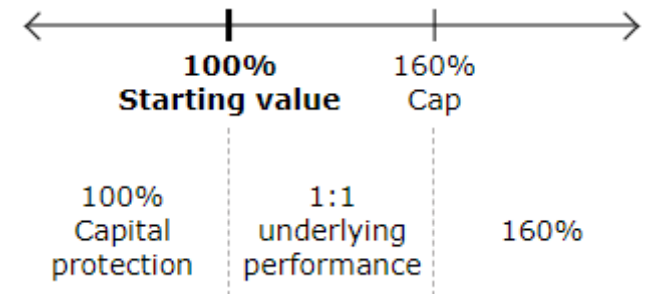 100%
Starting value
160%
Cap
100%
Capital
protection
1:1
underlying
performance
160%